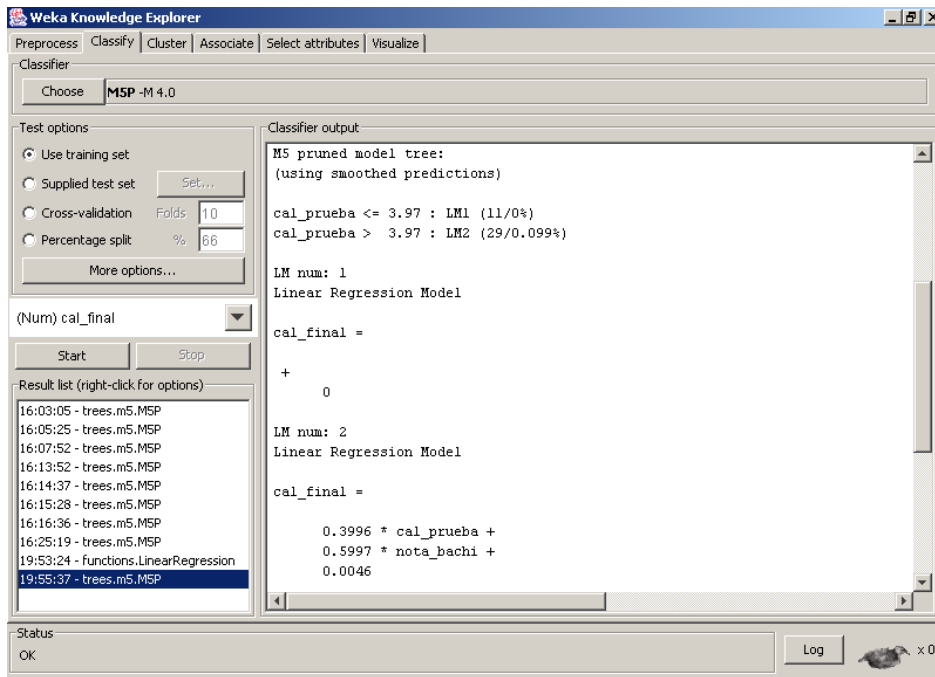 Weka Knowledge Explorer
Preprocess Classify Cluster Associate Select attributes Visualize
Classifier
Choose M5P -M 4.0
Test options
Use training set
Supplied test set Set...
Cross-validation Folds 10
Percentage split % 66
More options...
(Num) cal_final
Start Stop
Result list (right-click for options)
16:03:05 - trees.m5.M5P
16:05:25 - trees.m5.M5P
16:07:52 - trees.m5.M5P
16:13:52 - trees.m5.M5P
16:14:37 - trees.m5.M5P
16:15:28 - trees.m5.M5P
16:16:36 - trees.m5.M5P
16:25:19 - trees.m5.M5P
19:53:24 - functions.LinearRegression
19:55:37 - trees.m5.M5P
Classifier output
M5 pruned model tree:
(using smoothed predictions)
cal_prueba <= 3.97 : LM1 (11/0%)
cal_prueba >  3.97 : LM2 (29/0.099%)
LM num: 1
Linear Regression Model
cal_final =
+
0
LM num: 2
Linear Regression Model
cal_final =
0.3996 * cal_prueba +
0.5997 * nota_bachi +
0.0046
Status
OK
Log x 0